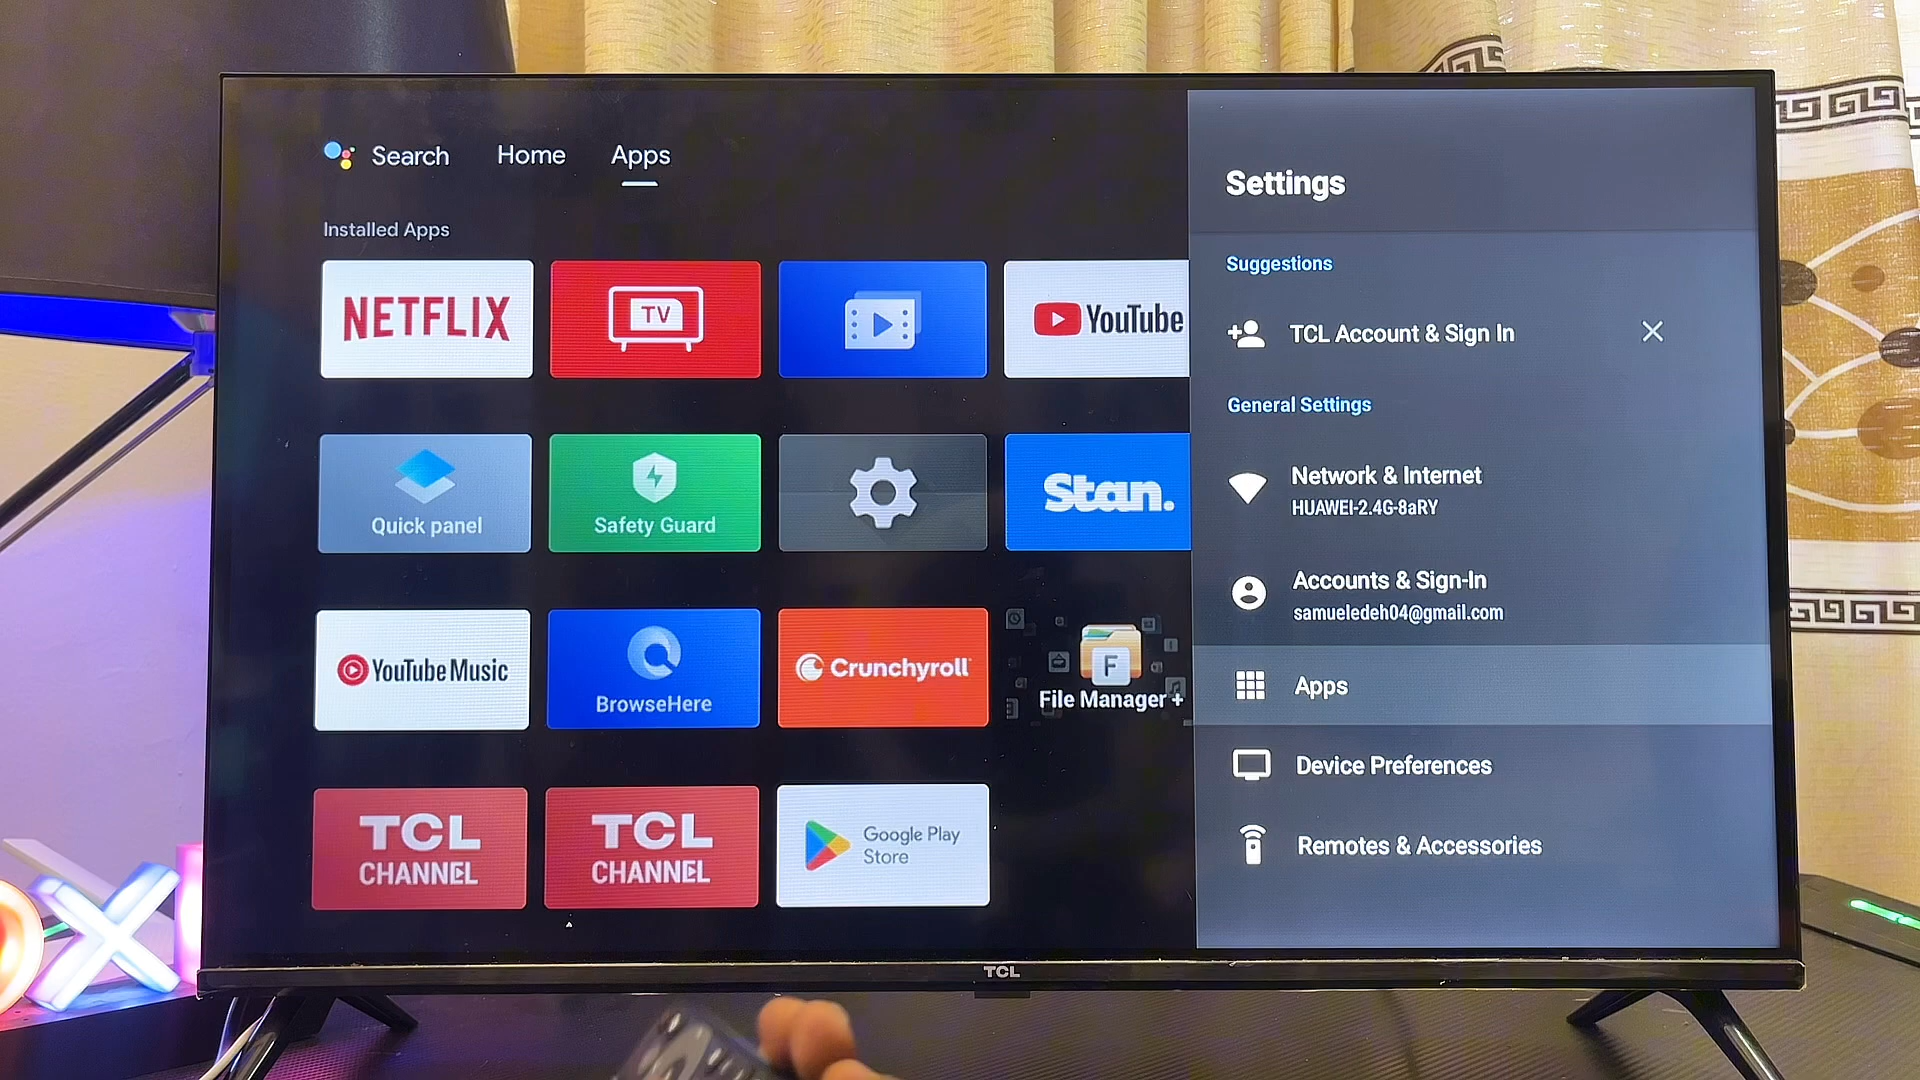 Search
Home
Apps
Installed Apps
NETFLIX
TV
YouTube
Quick panel
Safety Guard
Stan.
YouTube Music
BrowseHere
Crunchyroll
F
File Manager +
TCL
CHANNEL
TCL
CHANNEL
Google Play
Store
Settings
Suggestions
TCL Account & Sign In
General Settings
Network & Internet
HUAWEI-2.4G-8aRY
Accounts & Sign-In
samueledeh04@gmail.com
Apps
Device Preferences
Remotes & Accessories
TCL